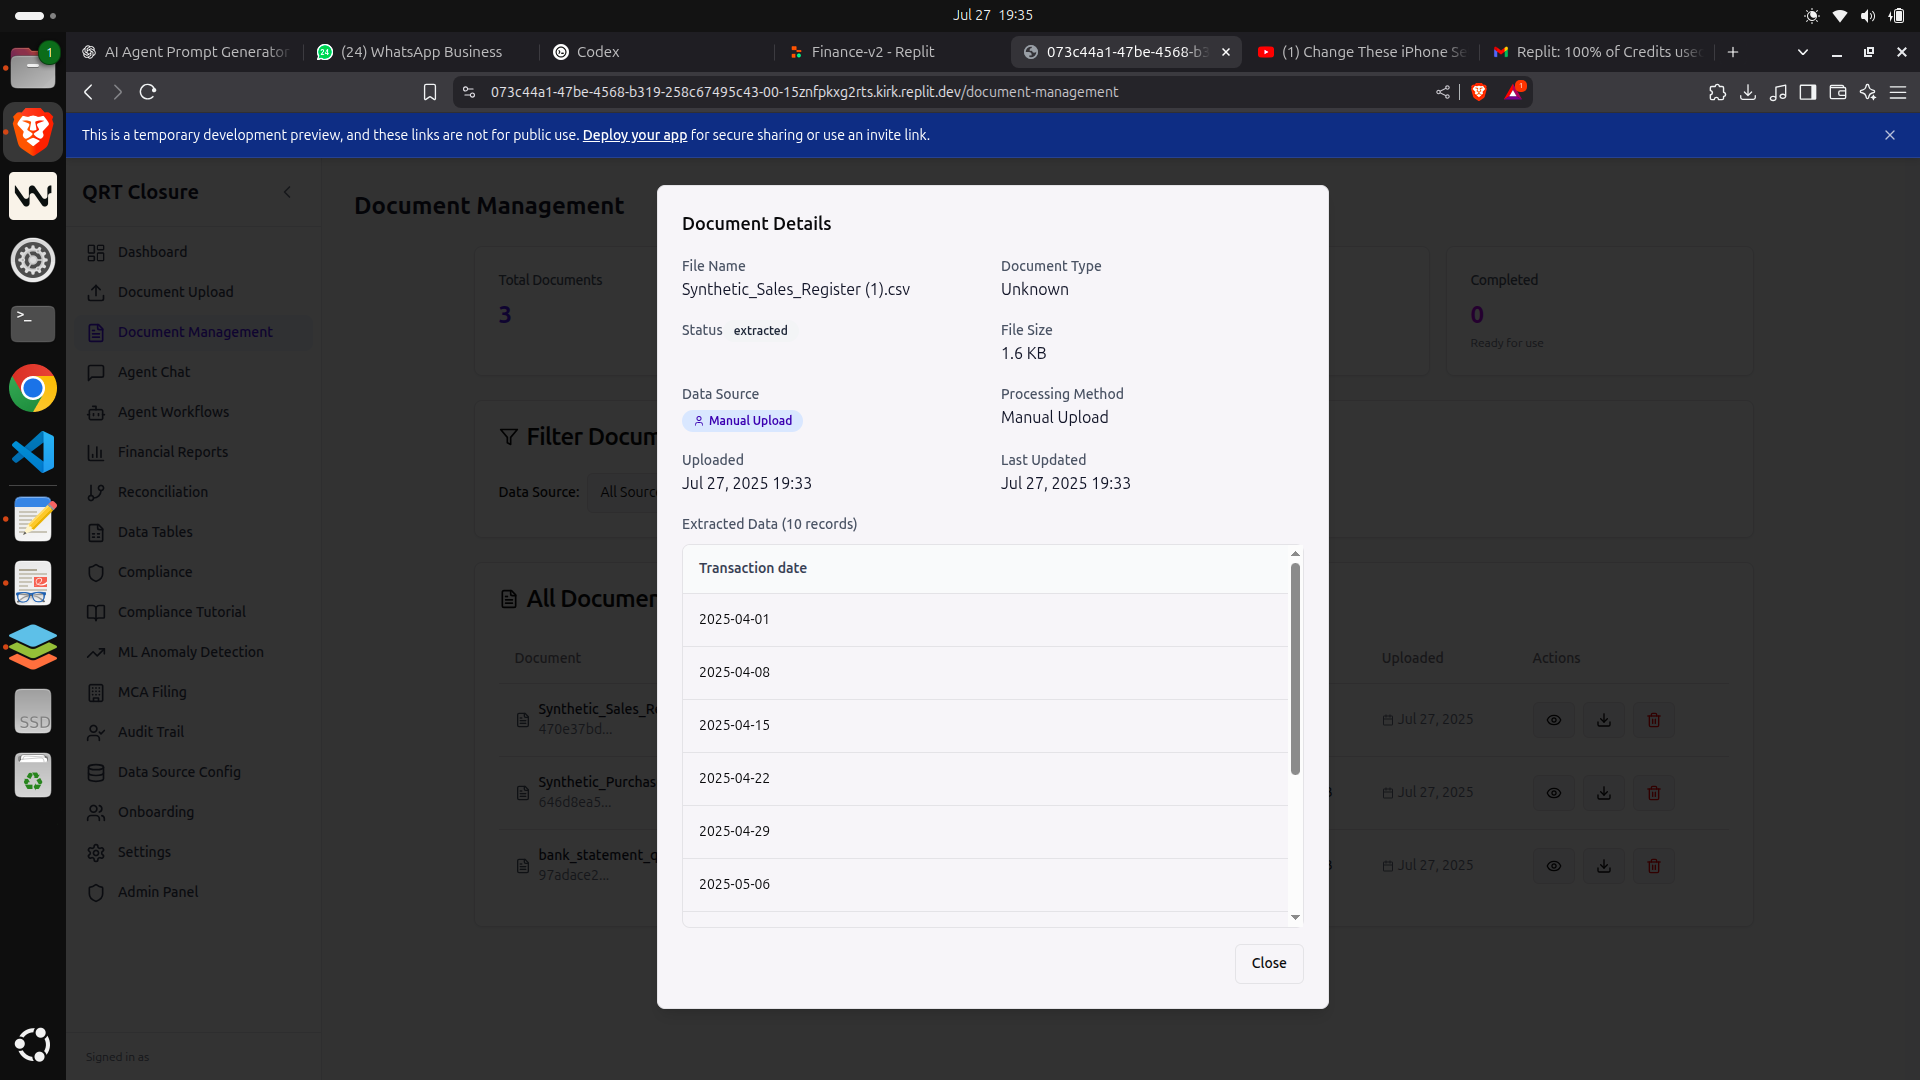 Jul 27 19:35
1
AI Agent Prompt Generator
(24) WhatsApp Business
Codex
Finance-v2 - Replit
073c44a1-47be-4568-b3
(1) Change These iPhone Se
Replit: 100% of Credits used
073c44a1-47be-4568-b319-258c67495c43-00-15znfpkxg2rts.kirk.replit.dev/document-management
1
This is a temporary development preview, and these links are not for public use. Deploy your app for secure sharing or use an invite link.
QRT Closure
Dashboard
Document Upload
Document Management
Agent Chat
Agent Workflows
Financial Reports
Reconciliation
Data Tables
Compliance
Compliance Tutorial
ML Anomaly Detection
MCA Filing
Audit Trail
Data Source Config
Onboarding
Settings
Admin Panel
Signed in as
SSD
Document Management
Total Documents
3
Completed
0
Ready for use
Filter Docum
Data Source:
All Sourc
All Documen
Document
Uploaded
Actions
Synthetic_Sales_Re
470e37bd...
Jul 27, 2025
Synthetic_Purchas
646d8ea5...
Jul 27, 2025
bank_statement_q
97adace2...
Jul 27, 2025
Document Details
File Name
Synthetic_Sales_Register (1).csv
Document Type
Unknown
Status extracted
File Size
1.6 KB
Data Source
Manual Upload
Processing Method
Manual Upload
Uploaded
Jul 27, 2025 19:33
Last Updated
Jul 27, 2025 19:33
Extracted Data (10 records)
Transaction date
2025-04-01
2025-04-08
2025-04-15
2025-04-22
2025-04-29
2025-05-06
Close